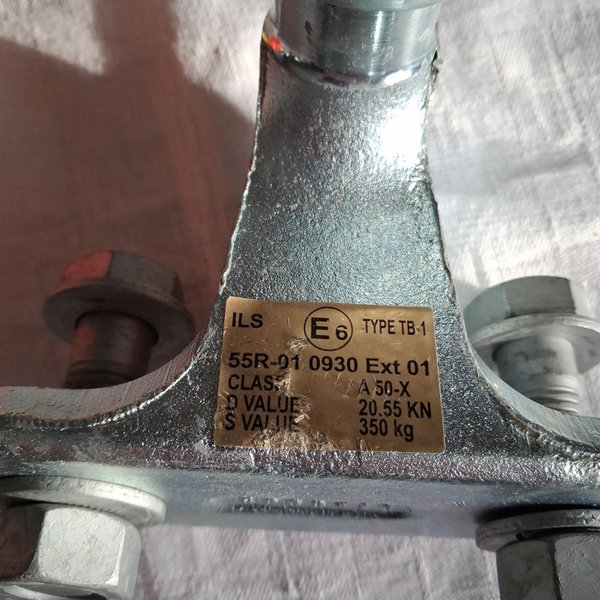 ILS E6 TYPE TB-1
55R-01 0930 Ext 01
CLASS A 50-X
D VALUE 20.55 KN
S VALUE 350 kg